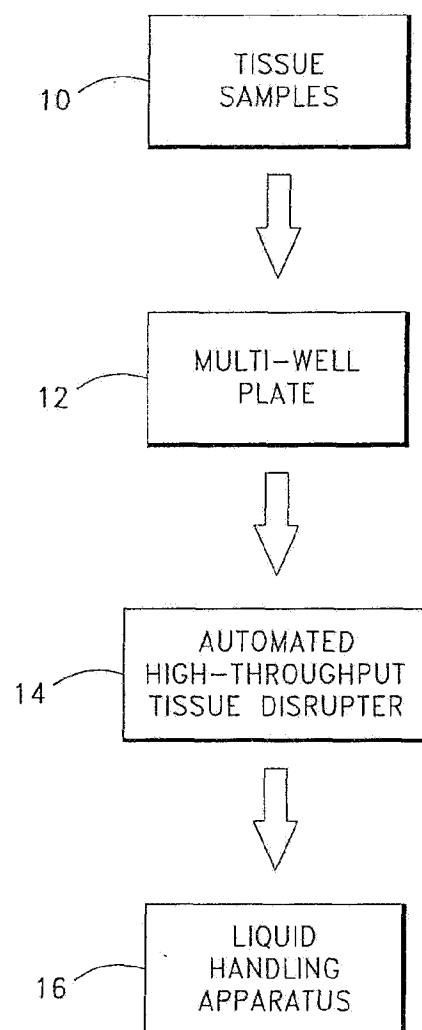 10
TISSUE
SAMPLES
12
MULTI-WELL
PLATE
14
AUTOMATED
HIGH-THROUGHPUT
TISSUE DISRUPTER
16
LIQUID
HANDLING
APPARATUS